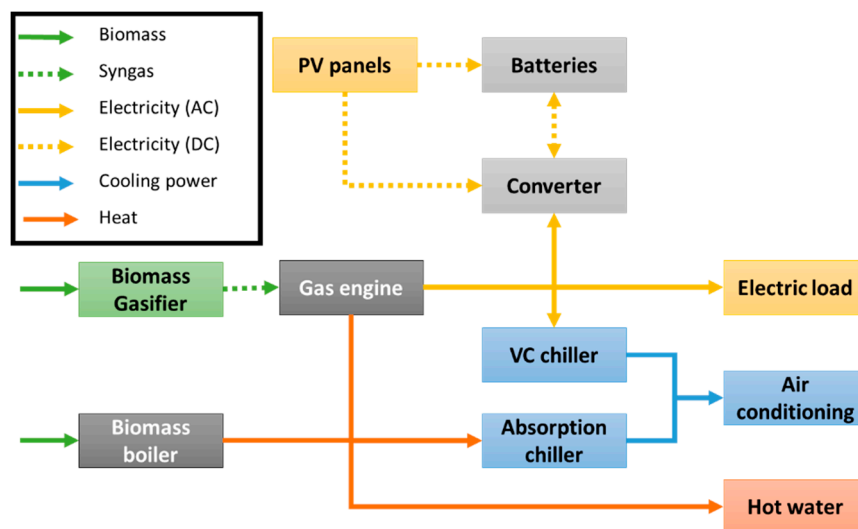 Biomass
Syngas
Electricity (AC)
Electricity (DC)
Cooling power
Heat
PV panels
Batteries
Converter
Biomass
Gasifier
Gas engine
Electric load
VC chiller
Air
conditioning
Biomass
boiler
Absorption
chiller
Hot water